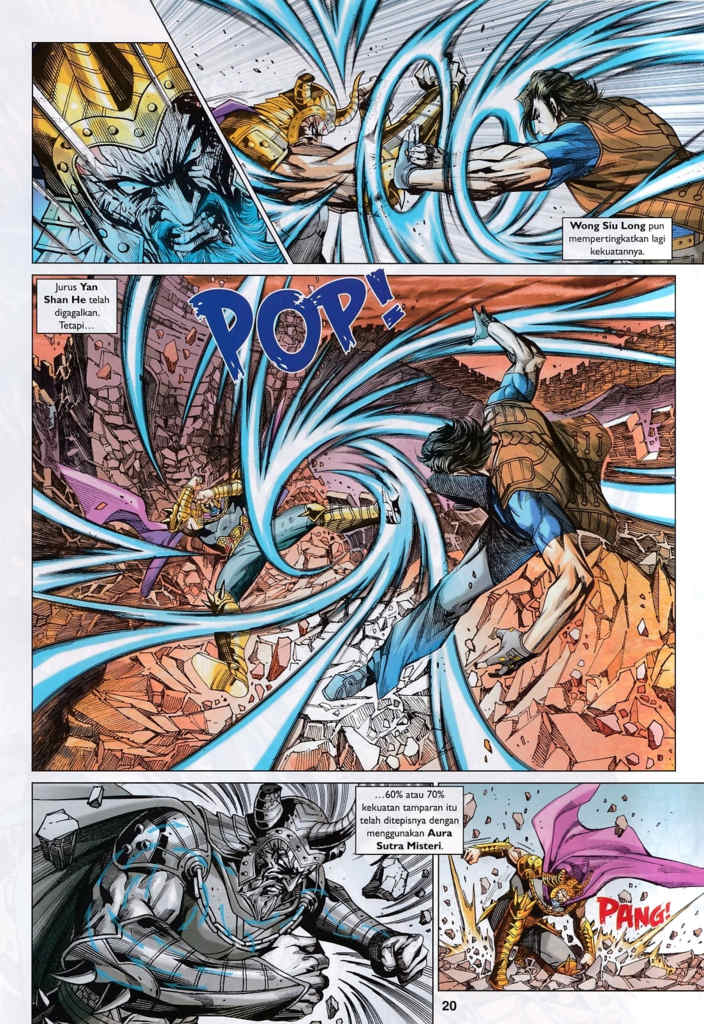 Wong Siu Long pun
mempertingkatkan lagi
kekuatannya.
Jurus Yan
Shan He telah
digagalkan.
Tetapi...
POP!
...60% atau 70%
kekuatan tamparan itu
telah ditepisnya dengan
menggunakan Aura
Sutra Misteri.
PANG!
20